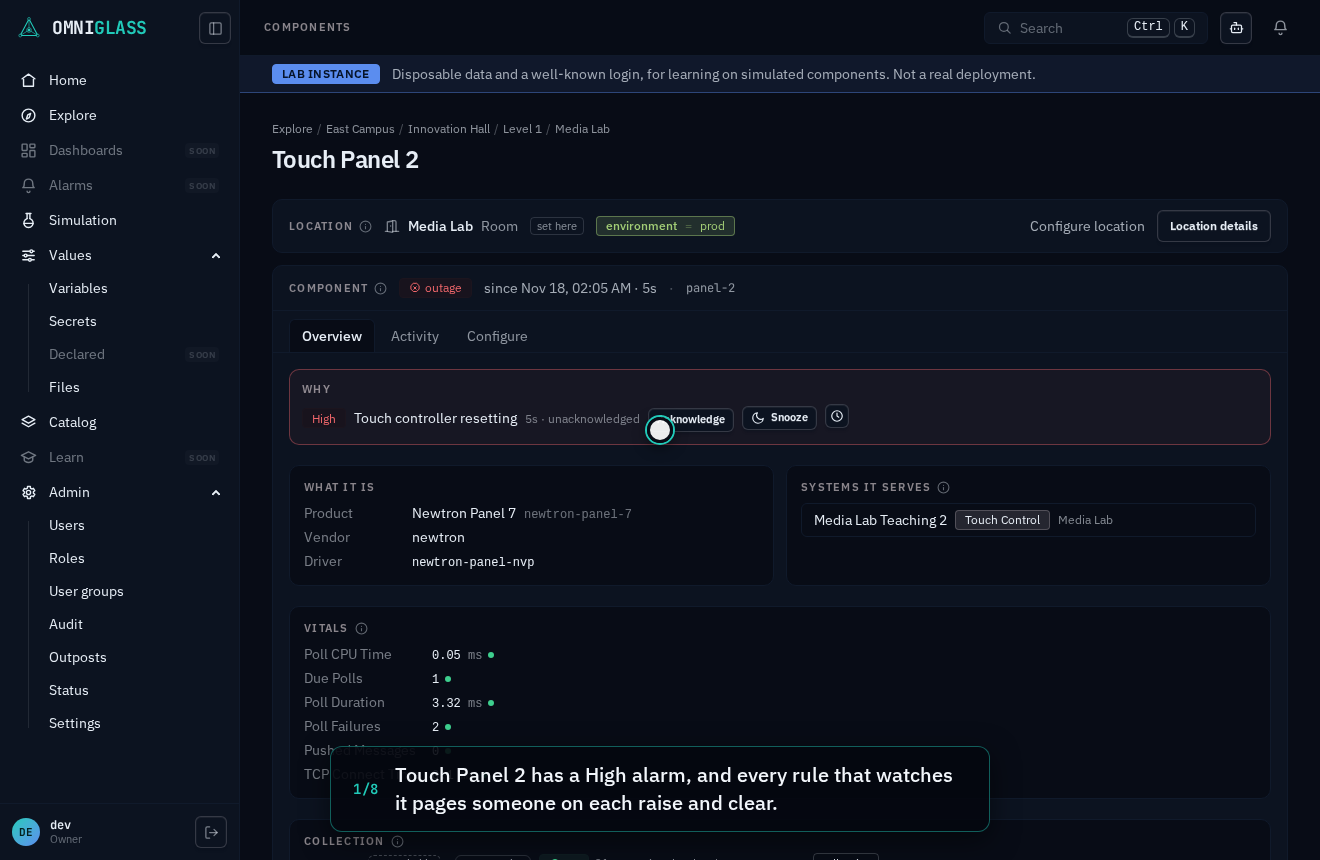 OMNIGLASS
COMPONENTS
Search Ctrl K
LAB INSTANCE Disposable data and a well-known login, for learning on simulated components. Not a real deployment.
Home
Explore
Dashboards SOON
Alarms SOON
Simulation
Values
Variables
Secrets
Declared SOON
Files
Catalog
Learn SOON
Admin
Users
Roles
User groups
Audit
Outposts
Status
Settings
DE dev
Owner
Explore / East Campus / Innovation Hall / Level 1 / Media Lab
Touch Panel 2
LOCATION Media Lab Room set here environment = prod Configure location Location details
COMPONENT outage since Nov 18, 02:05 AM · 5s · panel-2
Overview Activity Configure
WHY
High Touch controller resetting 5s · unacknowledged knowledge Snooze
WHAT IT IS
Product Newtron Panel 7 newtron-panel-7
Vendor newtron
Driver newtron-panel-nvp
SYSTEMS IT SERVES
Media Lab Teaching 2 Touch Control Media Lab
VITALS
Poll CPU Time 0.05 ms
Due Polls 1
Poll Duration 3.32 ms
Poll Failures 2
Pushed Messages 0
TCP Connect
1/8 Touch Panel 2 has a High alarm, and every rule that watches
it pages someone on each raise and clear.
COLLECTION